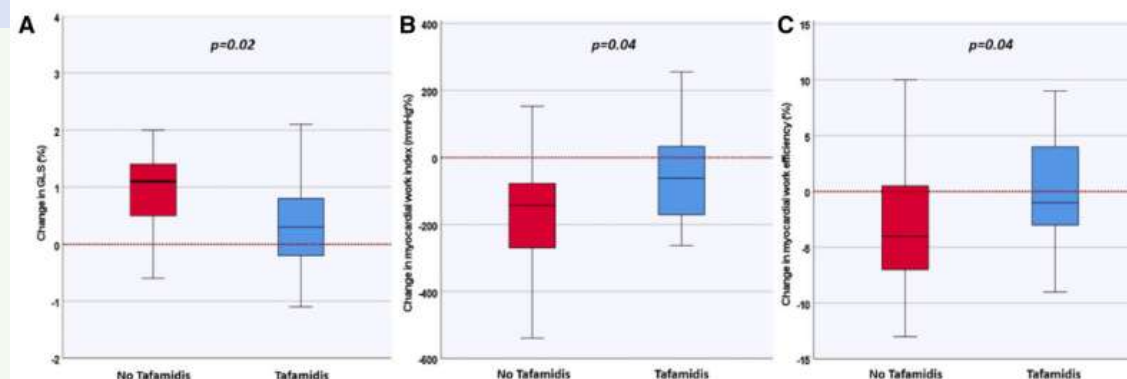 A
p=0.02
Change in GLS (%)
4
3
2
1
0
-1
-2
No Tafamidis
Tafamidis
B
p=0.04
Change in myocardial work index (mmHg%)
400
200
0
-200
-400
-600
No Tafamidis
Tafamidis
C
p=0.04
Change in myocardial work efficiency (%)
15
10
5
0
-5
-10
-15
No Tafamidis
Tafamidis